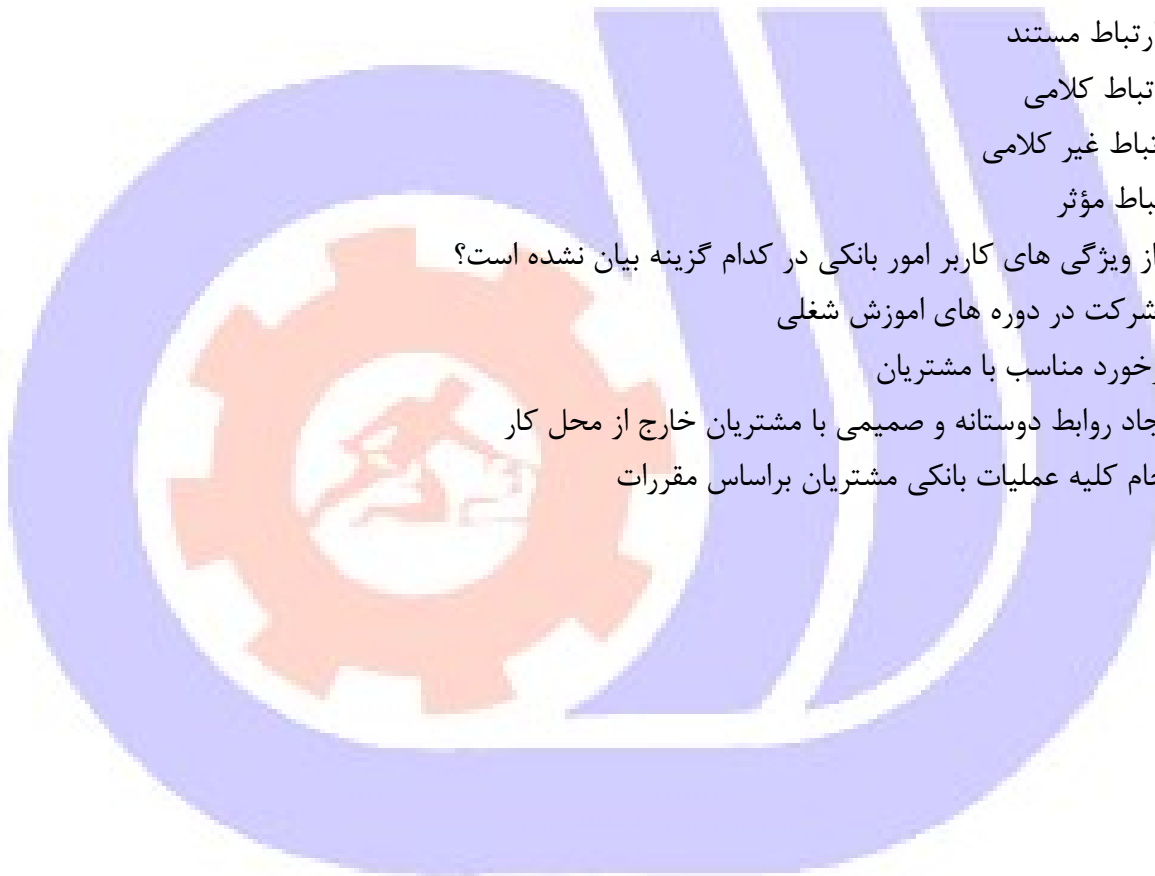 رتباط مستند
تباط کلامی
تباط غیر کلامی
باط مؤثر
از ویژگی های کاربر امور بانکی در کدام گزینه بیان نشده است؟
شرکت در دوره های اموزش شغلی
رخورد مناسب با مشتریان
جاد روابط دوستانه و صمیمی با مشتریان خارج از محل کار
جام کلیه عملیات بانکی مشتریان براساس مقررات